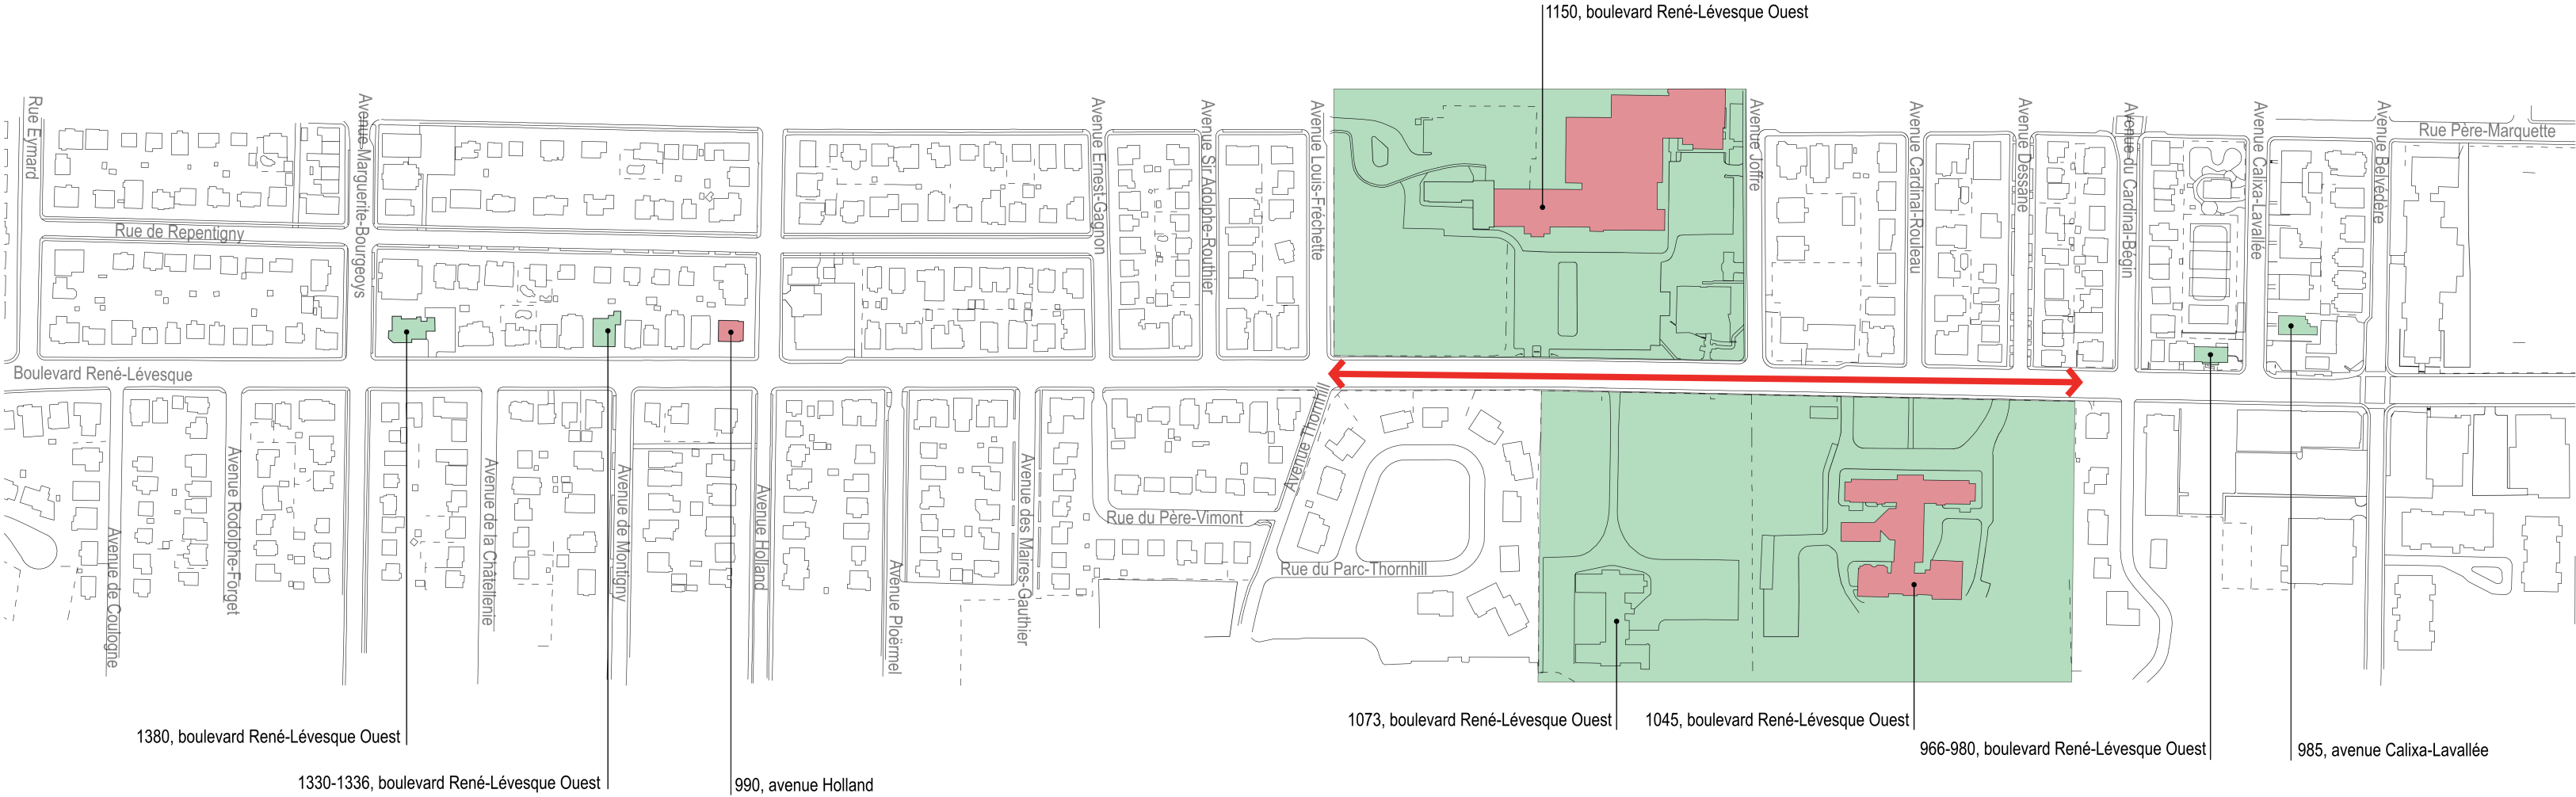 1150, boulevard René-Lévesque Ouest
Rue Eymard
Avenue Marguerite-Bourgeoys
Avenue Ernest-Gagnon
Avenue Sir Adolphe-Routhier
Avenue Louis-Fréchette
Avenue Joffre
Avenue Cardinal-Rouleau
Avenue Dessane
Avenue du Cardinal-Bégin
Avenue Calixa-Lavallée
Avenue Belvédère
Rue Père-Marquette
Rue de Repentigny
Boulevard René-Lévesque
Avenue de Coulogne
Avenue Rodolphe-Forget
Avenue de la Châtellenie
Avenue de Montigny
Avenue Holland
Avenue Ploërmel
Avenue des Maires-Gauthier
Rue du Père-Vimont
Avenue Thornhill
Rue du Parc-Thornhill
1380, boulevard René-Lévesque Ouest
1330-1336, boulevard René-Lévesque Ouest
990, avenue Holland
1073, boulevard René-Lévesque Ouest
1045, boulevard René-Lévesque Ouest
966-980, boulevard René-Lévesque Ouest
985, avenue Calixa-Lavallée